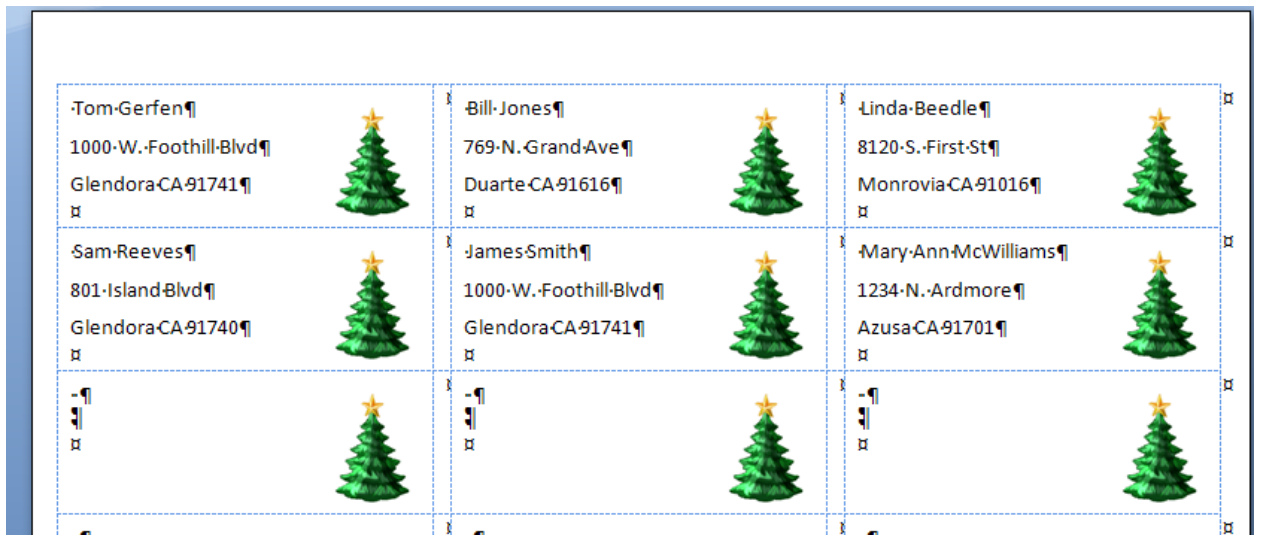 Tom Gerfen¶
1000 W. Foothill Blvd¶
Glendora CA 91741¶
¤
Bill Jones¶
769 N. Grand Ave¶
Duarte CA 91616¶
¤
Linda Beedle¶
8120 S. First St¶
Monrovia CA 91016¶
¤
Sam Reeves¶
801 Island Blvd¶
Glendora CA 91740¶
¤
James Smith¶
1000 W. Foothill Blvd¶
Glendora CA 91741¶
¤
Mary Ann McWilliams¶
1234 N. Ardmore¶
Azusa CA 91701¶
¤
-¶
¶
¤
-¶
¶
¤
-¶
¶
¤